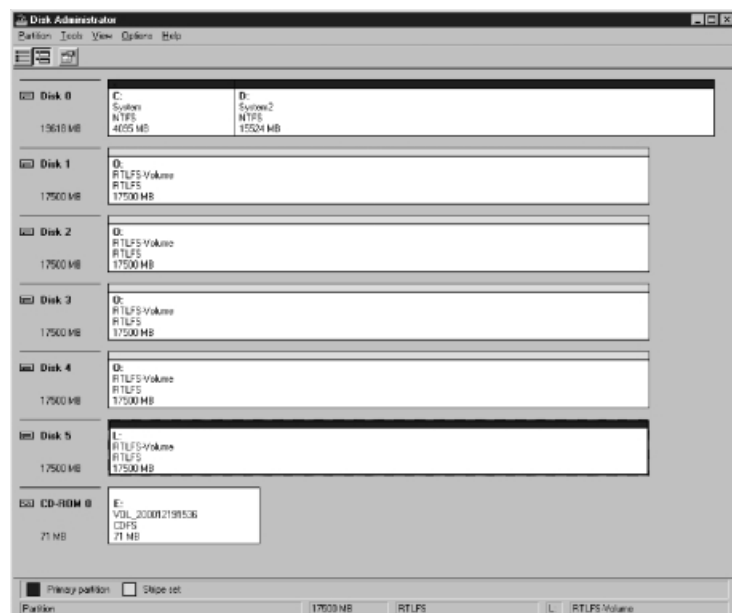 Disk Administrator
Partition Tools View Options Help
Disk 0
19618 MB
C:
System
NTFS
4095 MB
D:
System2
NTFS
15524 MB
Disk 1
17500 MB
O:
RTLFS-Volume
RTLFS
17500 MB
Disk 2
17500 MB
O:
RTLFS-Volume
RTLFS
17500 MB
Disk 3
17500 MB
O:
RTLFS-Volume
RTLFS
17500 MB
Disk 4
17500 MB
O:
RTLFS-Volume
RTLFS
17500 MB
Disk 5
17500 MB
L:
RTLFS-Volume
RTLFS
17500 MB
CD-ROM 0
71 MB
E:
VOL_200012191536
CDFS
71 MB
Primary partition
Stripe set
Partition 17500 MB RTLFS L RTLFS-Volume